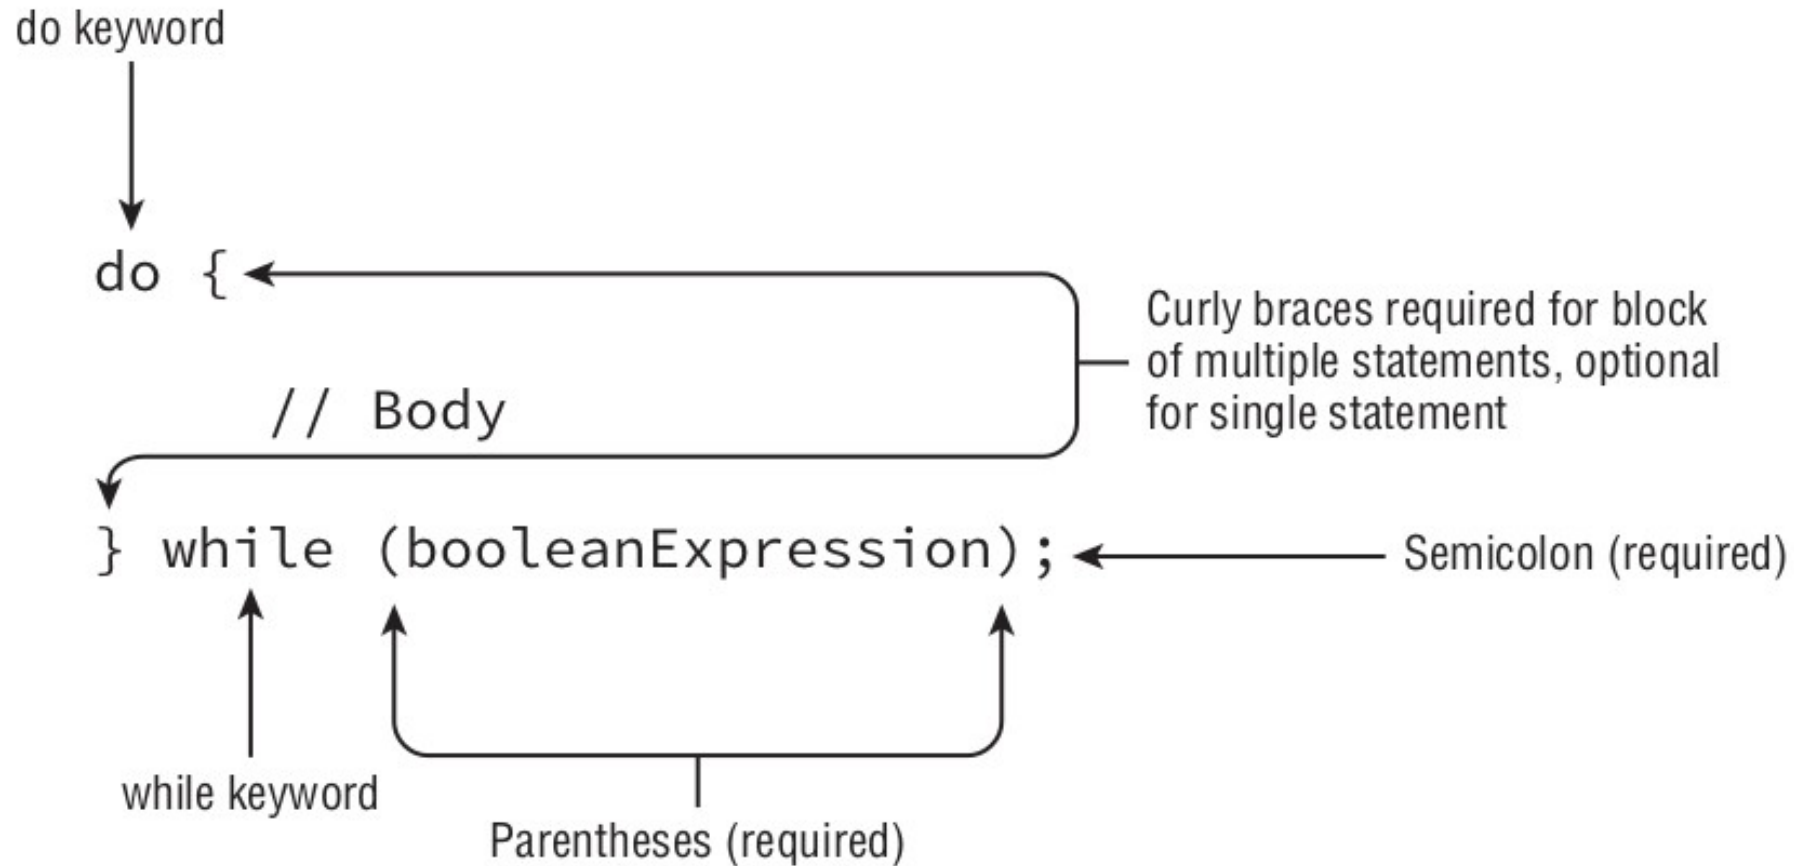 do keyword
do {
Curly braces required for block
of multiple statements, optional
for single statement
// Body
} while (booleanExpression);
Semicolon (required)
while keyword
Parentheses (required)